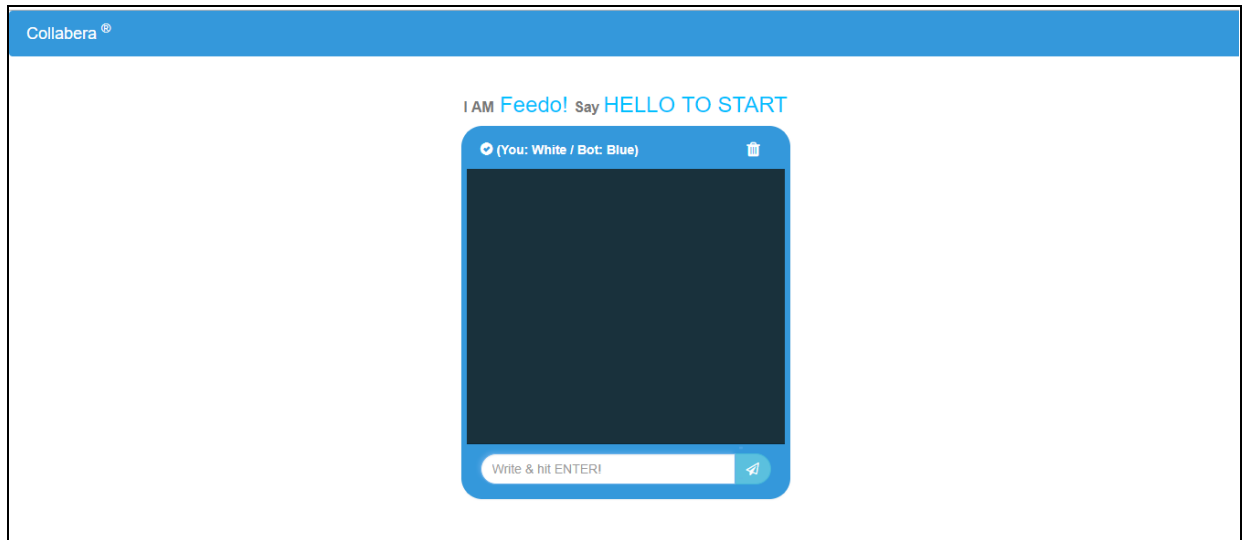 Collabera ®
I AM Feedo! Say HELLO TO START
(You: White / Bot: Blue)
Write & hit ENTER!